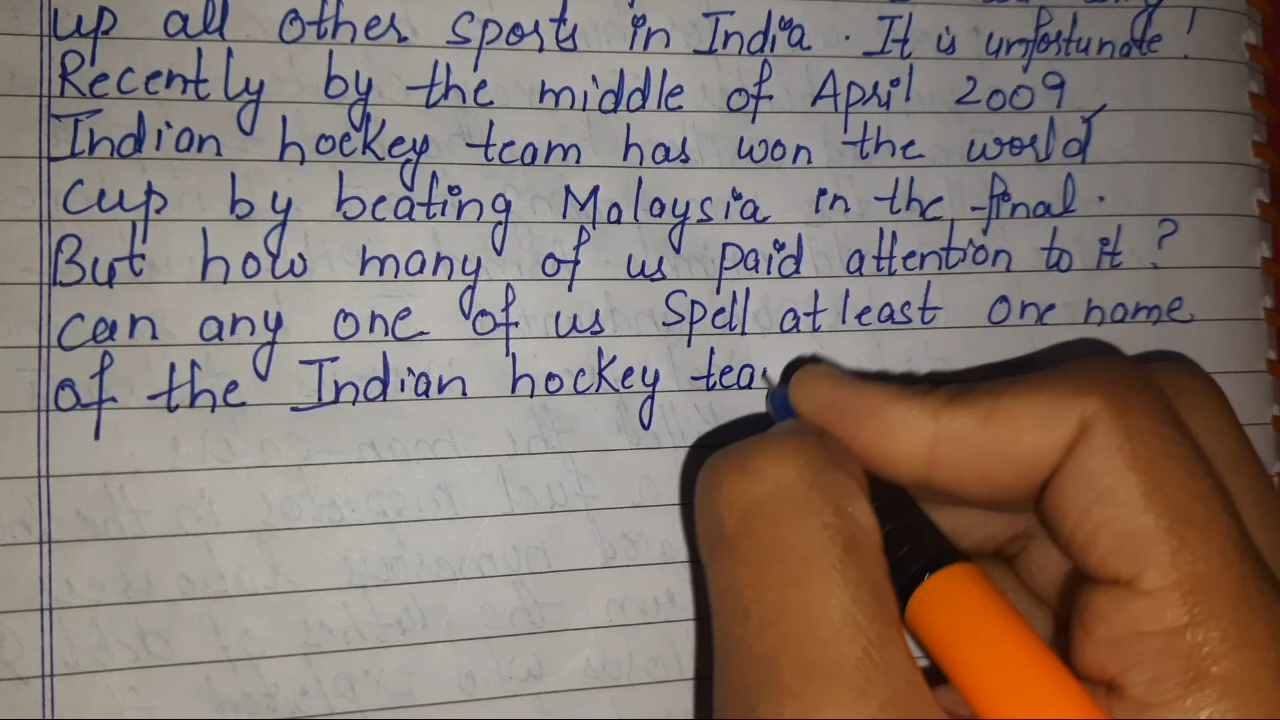 up all other sports in India. It is unfortunate!
Recently by the middle of April 2009,
Indian hockey team has won the world
cup by beating Malaysia in the final.
But how many of us paid attention to it?
can any one of us spell atleast one name
of the Indian hockey tea